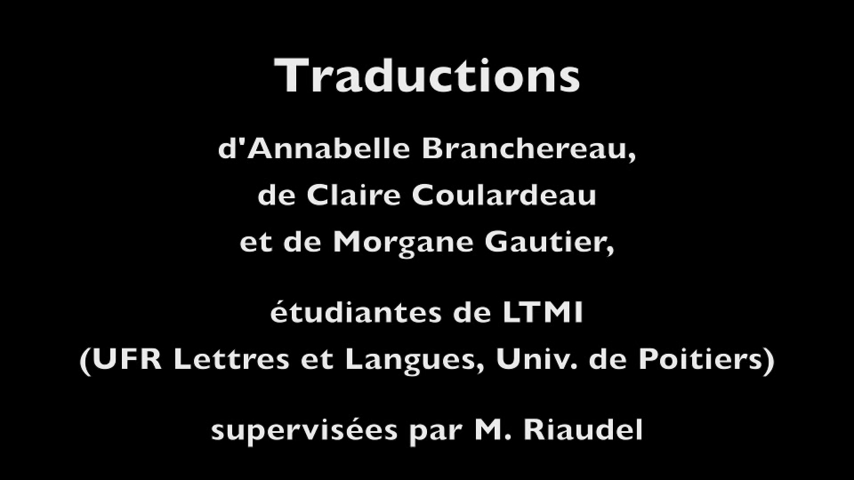 Traductions
d'Annabelle Branchereau,
de Claire Coulardeau
et de Morgane Gautier,
étudiantes de LTMI
(UFR Lettres et Langues, Univ. de Poitiers)
supervisées par M. Riaudel